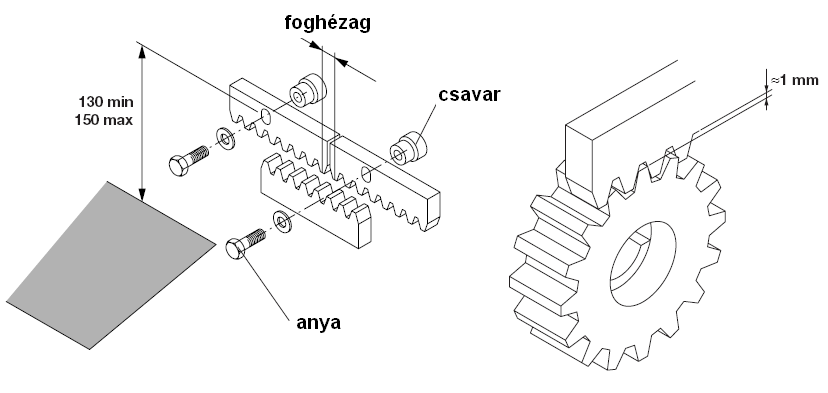 foghézag
130 min
150 max
csavar
≈1 mm
anya